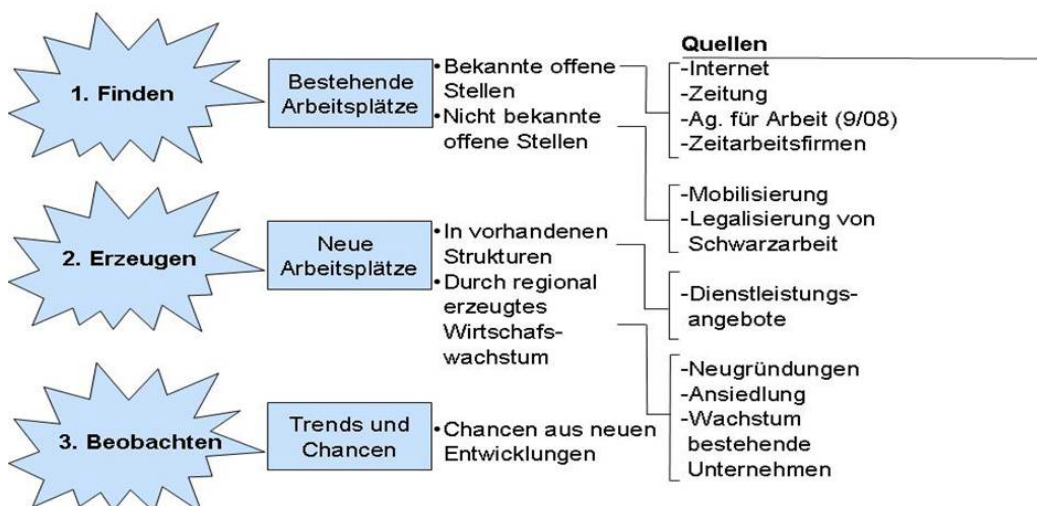 Quellen
1. Finden
Bestehende
Arbeitsplätze
•Bekannte offene
Stellen
•Nicht bekannte
offene Stellen
-Internet
-Zeitung
-Ag. für Arbeit (9/08)
-Zeitarbeitsfirmen
-Mobilisierung
-Legalisierung von
Schwarzarbeit
2. Erzeugen
Neue
Arbeitsplätze
•In vorhandenen
Strukturen
•Durch regional
erzeugtes
Wirtschafs-
wachstum
-Dienstleistungs-
angebote
-Neugründungen
-Ansiedlung
-Wachstum
bestehende
Unternehmen
3. Beobachten
Trends und
Chancen
•Chancen aus neuen
Entwicklungen